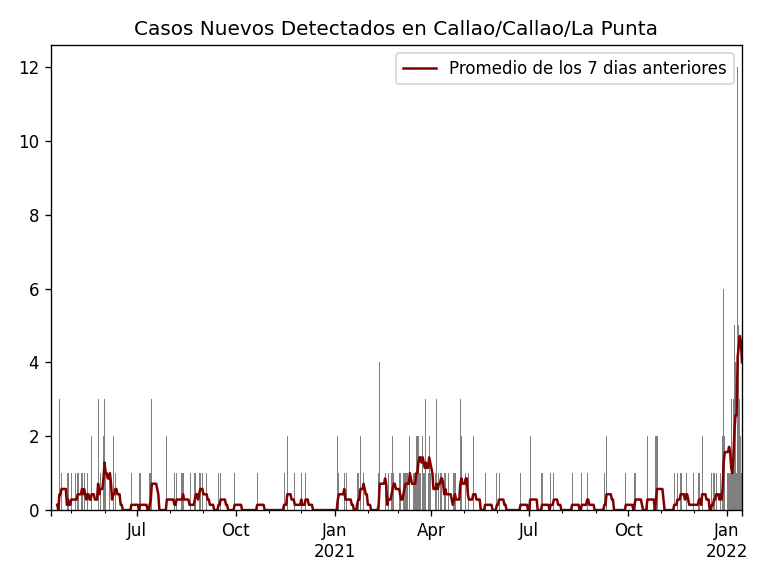 Casos Nuevos Detectados en Callao/Callao/La Punta
Promedio de los 7 dias anteriores
12
10
8
6
4
2
0
Jul
Oct
Jan
2021
Apr
Jul
Oct
Jan
2022